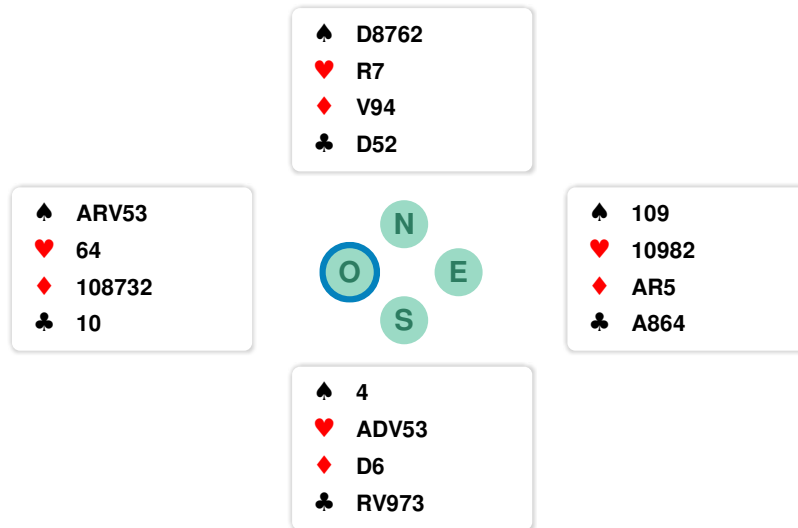 ♠ D8762
♥ R7
♦ V94
♣ D52
♠ ARV53
♥ 64
♦ 108732
♣ 10
N
O E
S
♠ 109
♥ 10982
♦ AR5
♣ A864
♠ 4
♥ ADV53
♦ D6
♣ RV973